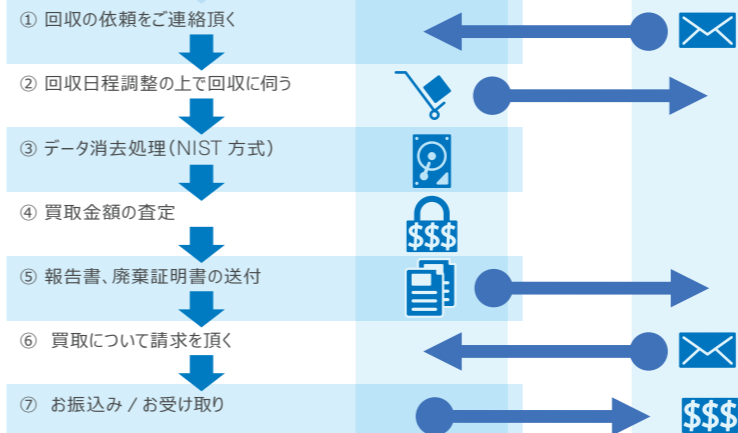 ① 回収の依頼をご連絡頂く
② 回収日程調整の上で回収に伺う
③ データ消去処理(NIST 方式)
④ 買取金額の査定
$$$
⑤ 報告書、廃棄証明書の送付
⑥ 買取について請求を頂く
⑦ お振込み / お受け取り
$$$